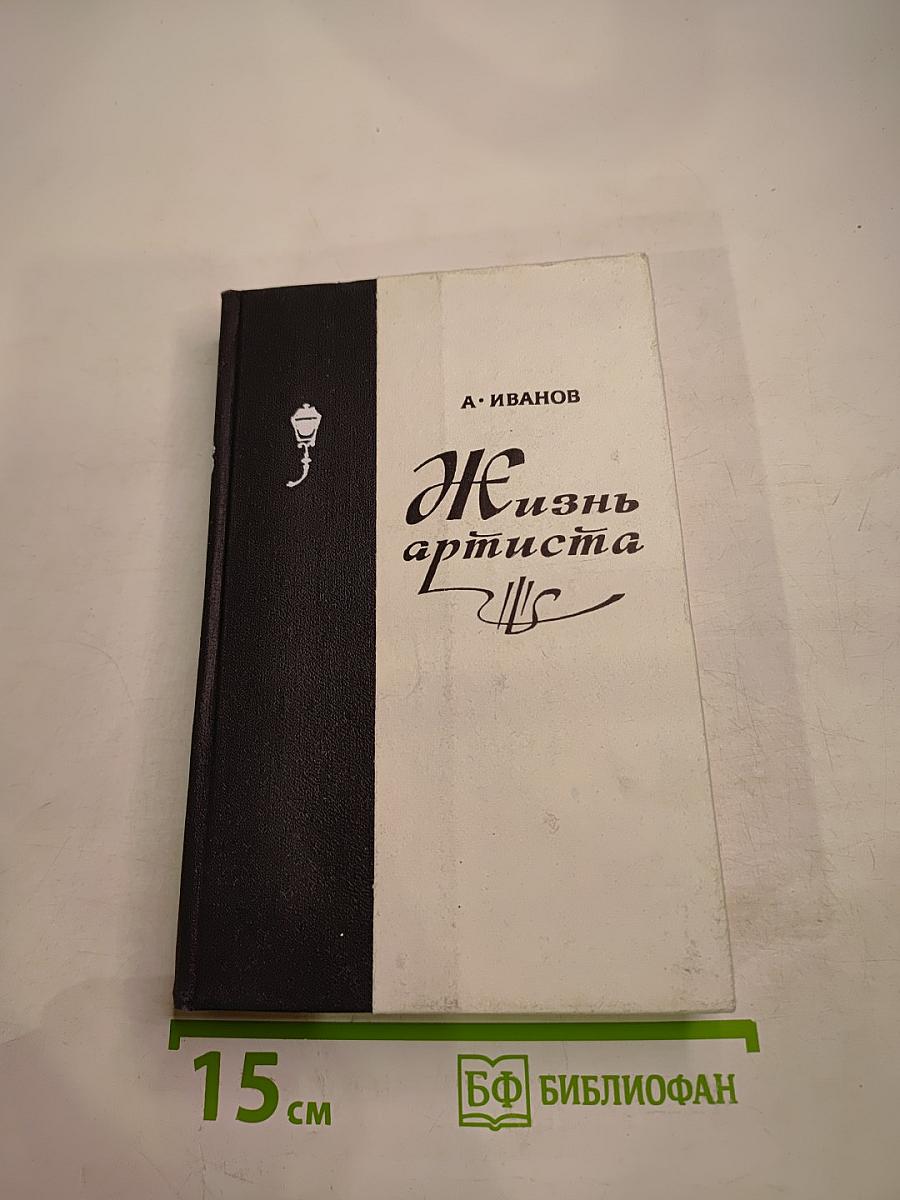 А·ИВАНОВ
Жизнь
артиста
15 см
БФ БИБЛИОФАН